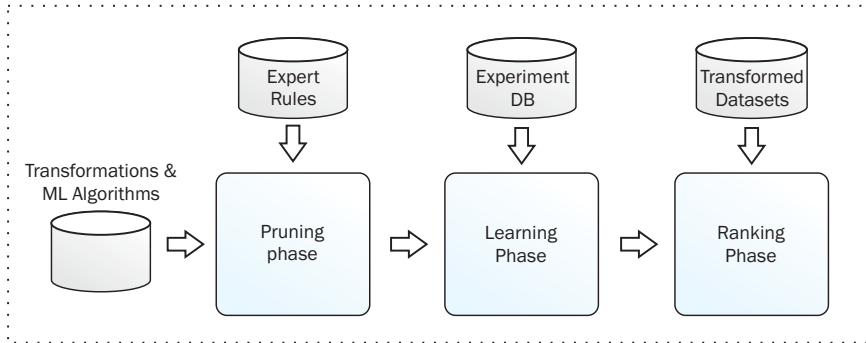 Expert
Rules
Experiment
DB
Transformed
Datasets
Transformations &
ML Algorithms
Pruning
phase
Learning
Phase
Ranking
Phase